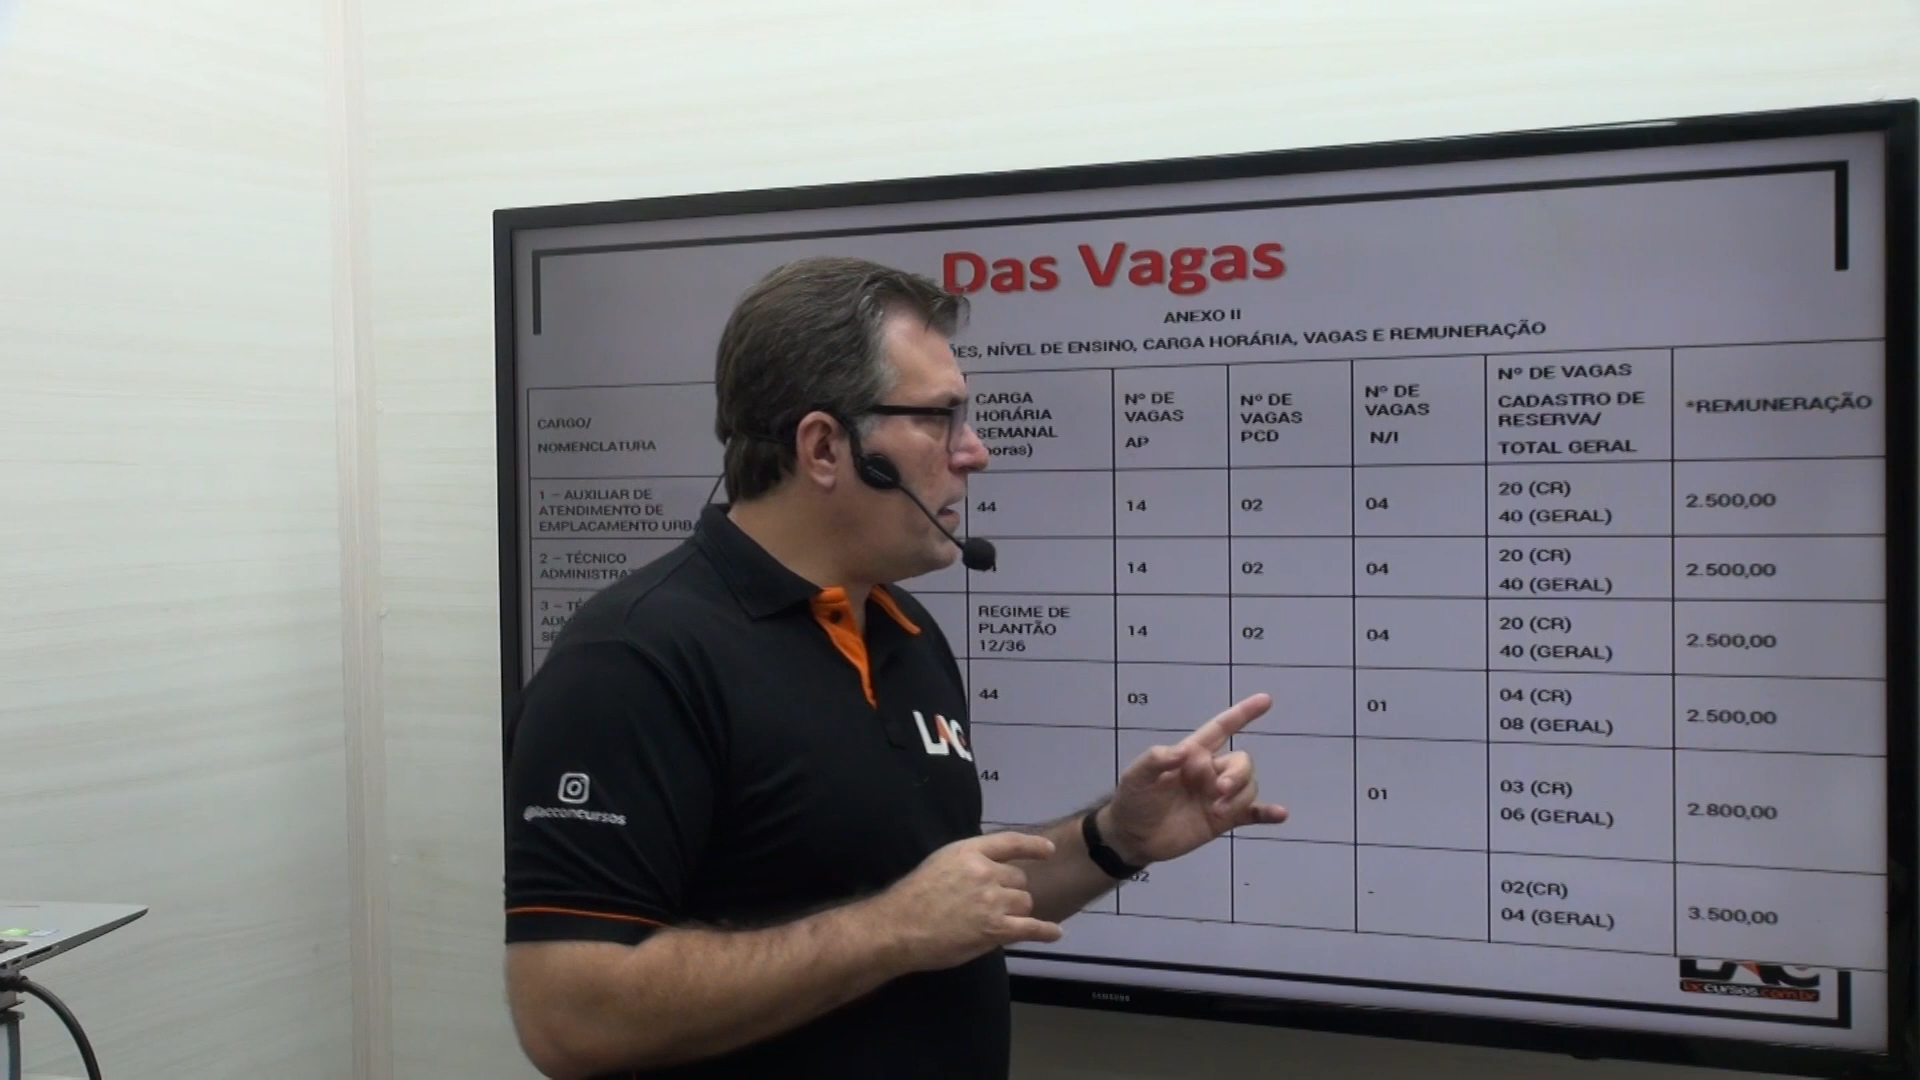 Das Vagas
ANEXO II
NÍVEL DE ENSINO, CARGA HORÁRIA, VAGAS E REMUNERAÇÃO
CARGO/
NOMENCLATURA
CARGA
HORÁRIA
SEMANAL
Nº DE
VAGAS
AP
Nº DE
VAGAS
PCD
Nº DE
VAGAS
N/I
Nº DE VAGAS
CADASTRO DE
RESERVA/
TOTAL GERAL
*REMUNERAÇÃO
1 – AUXILIAR DE
ATENDIMENTO DE
EMPLACAMENTO
44
14
02
04
20 (CR)
40 (GERAL)
2.500,00
2 – TÉCNICO
14
02
04
20 (CR)
40 (GERAL)
2.500,00
3 –
REGIME DE
PLANTÃO
12/36
14
02
04
20 (CR)
40 (GERAL)
2.500,00
44
03
01
04 (CR)
08 (GERAL)
2.500,00
44
01
03 (CR)
06 (GERAL)
2.800,00
02
-
-
02(CR)
04 (GERAL)
3.500,00
LAC
@lacconcursos
laccursos.com.br
SAMSUNG